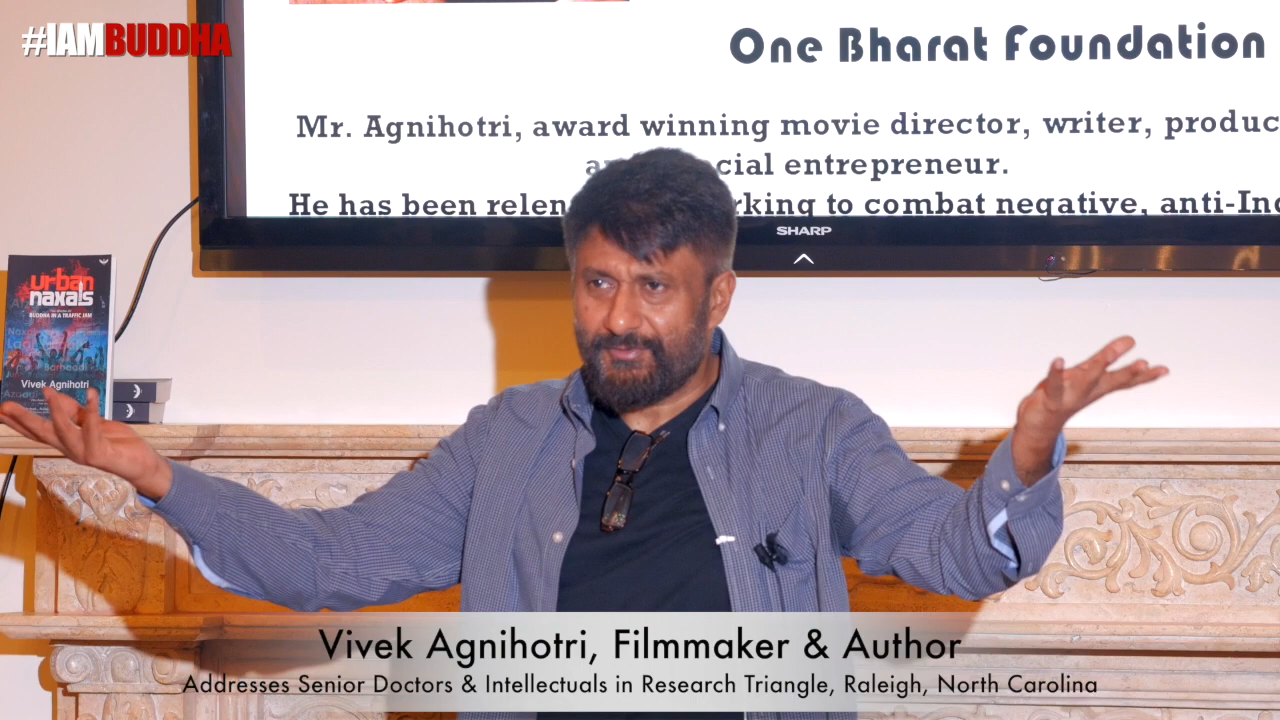 #IAMBUDDHA
One Bharat Foundation
Mr. Agnihotri, award winning movie director, writer, produc
cial entrepreneur.
He has been relen rking to combat negative, anti-Ind
SHARP
urban
naxals
BUDDHA IN A TRAFFIC JAM
Vivek Agnihotri
Vivek Agnihotri, Filmmaker & Author
Addresses Senior Doctors & Intellectuals in Research Triangle, Raleigh, North Carolina